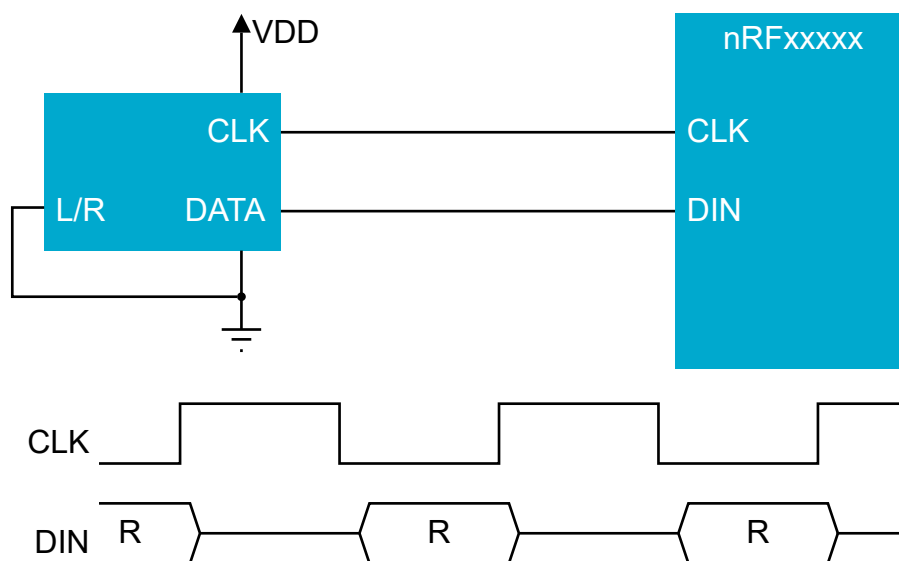 VDD
nRFxxxxx
CLK
CLK
L/R
DATA
DIN
CLK
DIN
R
R
R